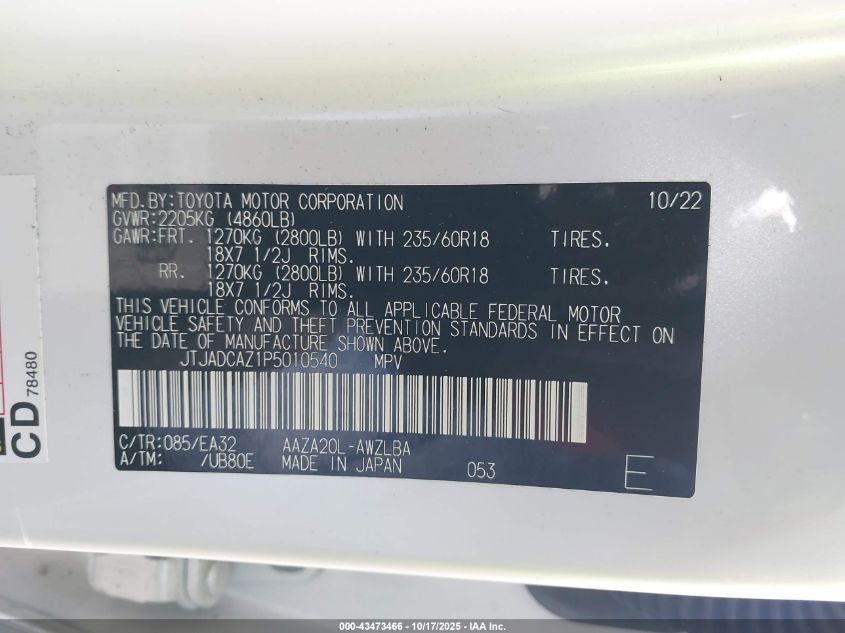 MFD.BY:TOYOTA MOTOR CORPORATION 10/22
GVWR:2205KG (4860LB)
GAWR:FRT. 1270KG (2800LB) WITH 235/60R18 TIRES,
18X7 1/2J RIMS.
RR. 1270KG (2800LB) WITH 235/60R18 TIRES,
18X7 1/2J RIMS.
THIS VEHICLE CONFORMS TO ALL APPLICABLE FEDERAL MOTOR
VEHICLE SAFETY AND THEFT PREVENTION STANDARDS IN EFFECT ON
THE DATE OF MANUFACTURE SHOWN ABOVE.
JTJADCAZ1P5010540 MPV
C/TR:085/EA32 AAZA20L-AWZLBA
A/TM: /UB80E MADE IN JAPAN 053 E
CD 78480
000-43473466 - 10/17/2025 - IAA Inc.